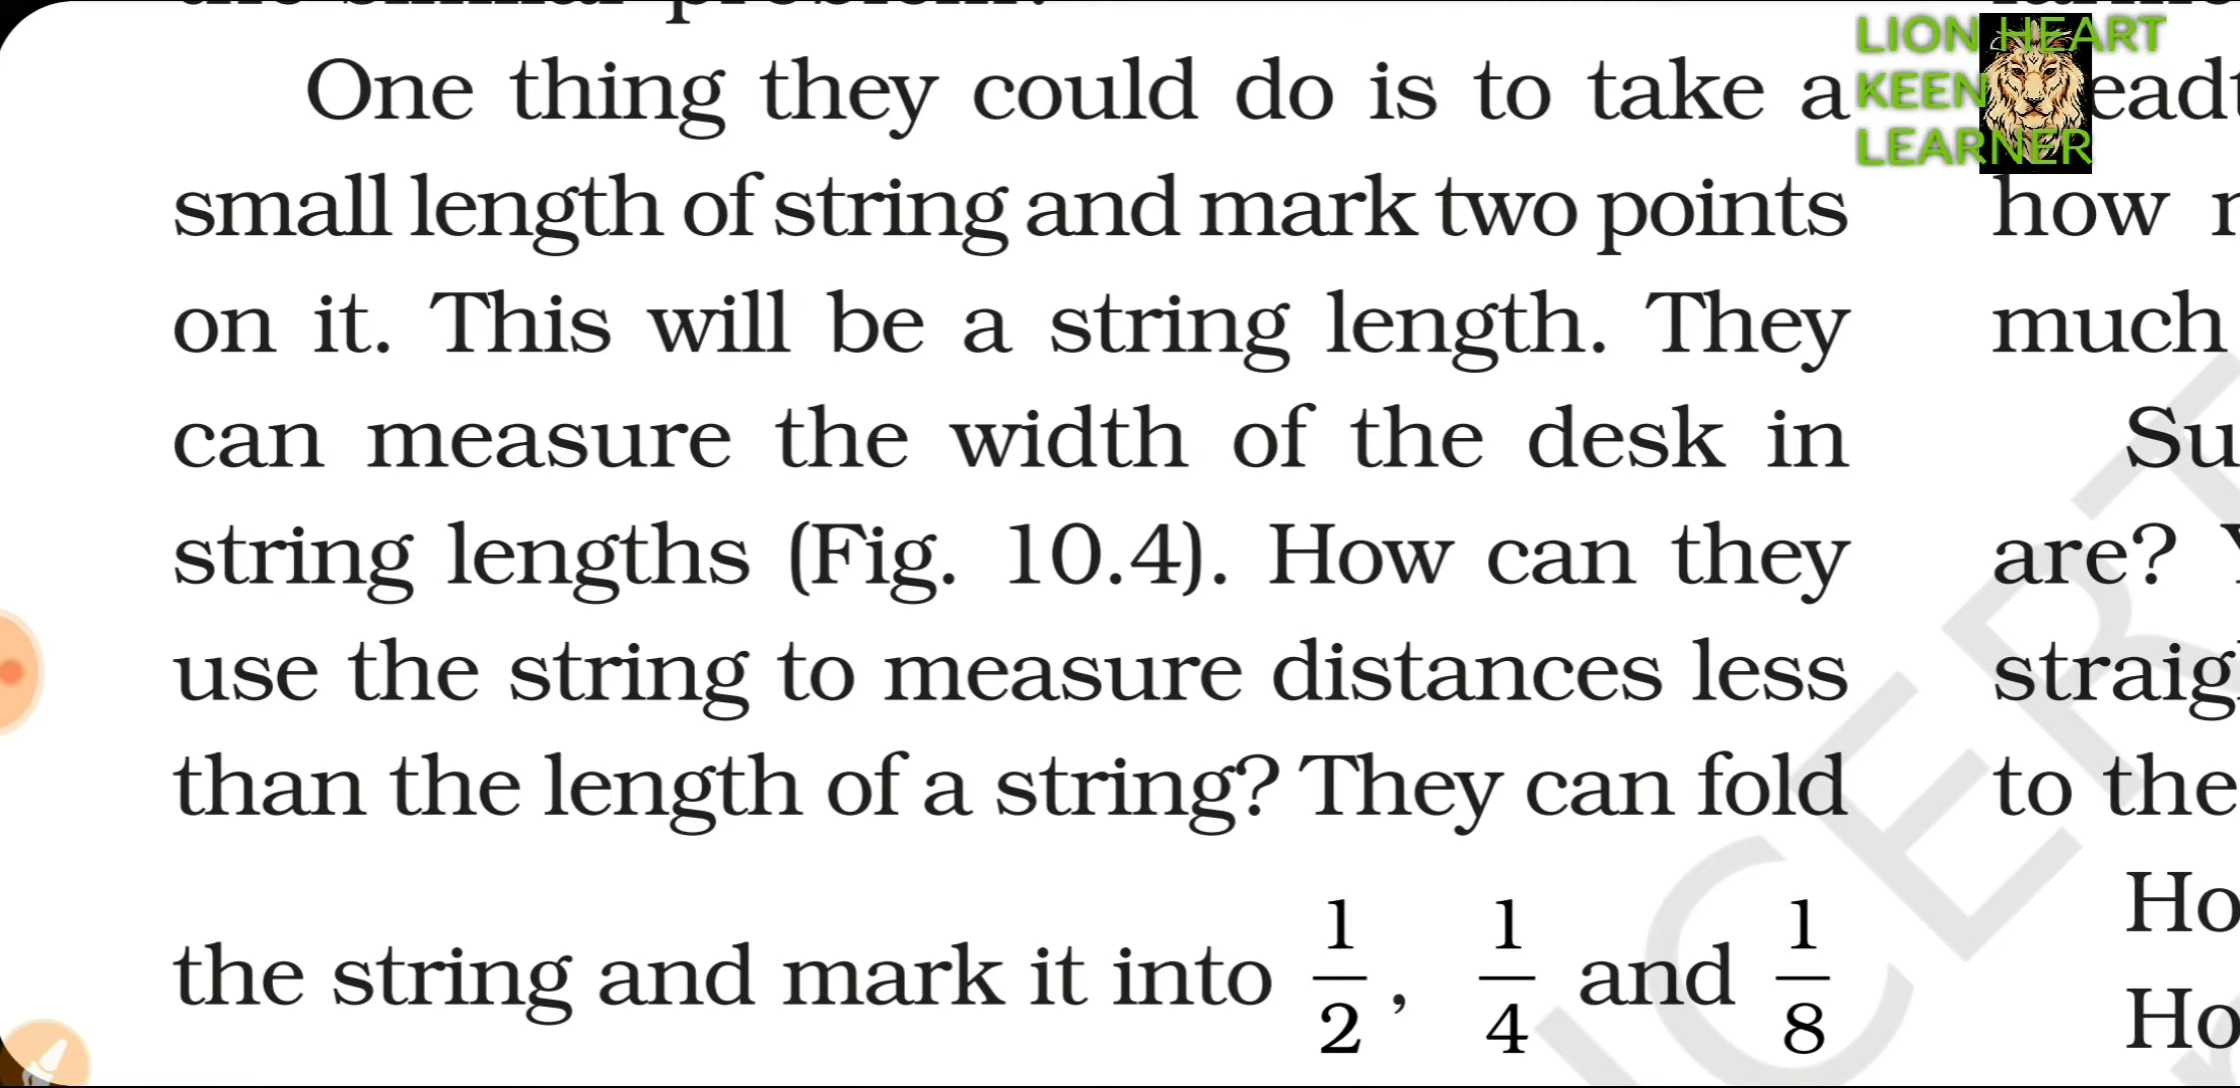 the similar problem.
One thing they could do is to take a
small length of string and mark two points
on it. This will be a string length. They
can measure the width of the desk in
string lengths (Fig. 10.4). How can they
use the string to measure distances less
than the length of a string? They can fold
the string and mark it into 1/2, 1/4 and 1/8
LION HEART
KEEN
LEARNER
how
much
are?
to the
NCERT